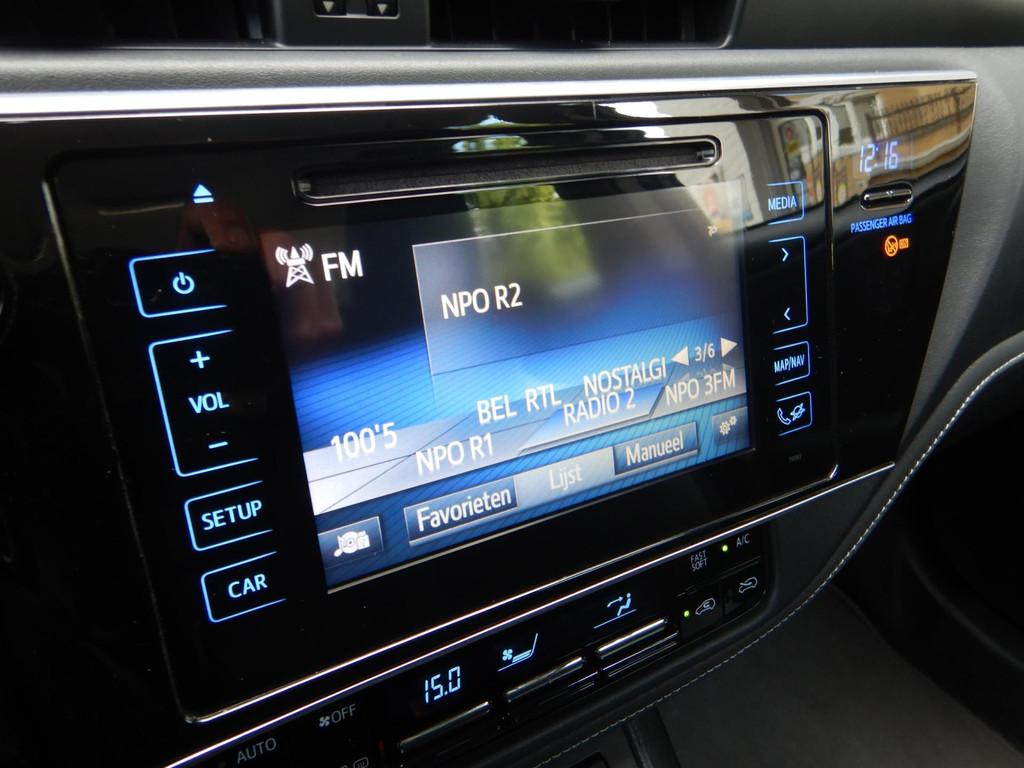 12:16
MEDIA
PASSENGER AIR BAG
FM
NPO R2
VOL
3/6
MAP/NAV
100'5
BEL RTL
NOSTALGI
NPO R1
RADIO 2
NPO 3FM
SETUP
Favorieten
Lijst
Manueel
CAR
FAST
SOFT
A/C
15.0
OFF
AUTO